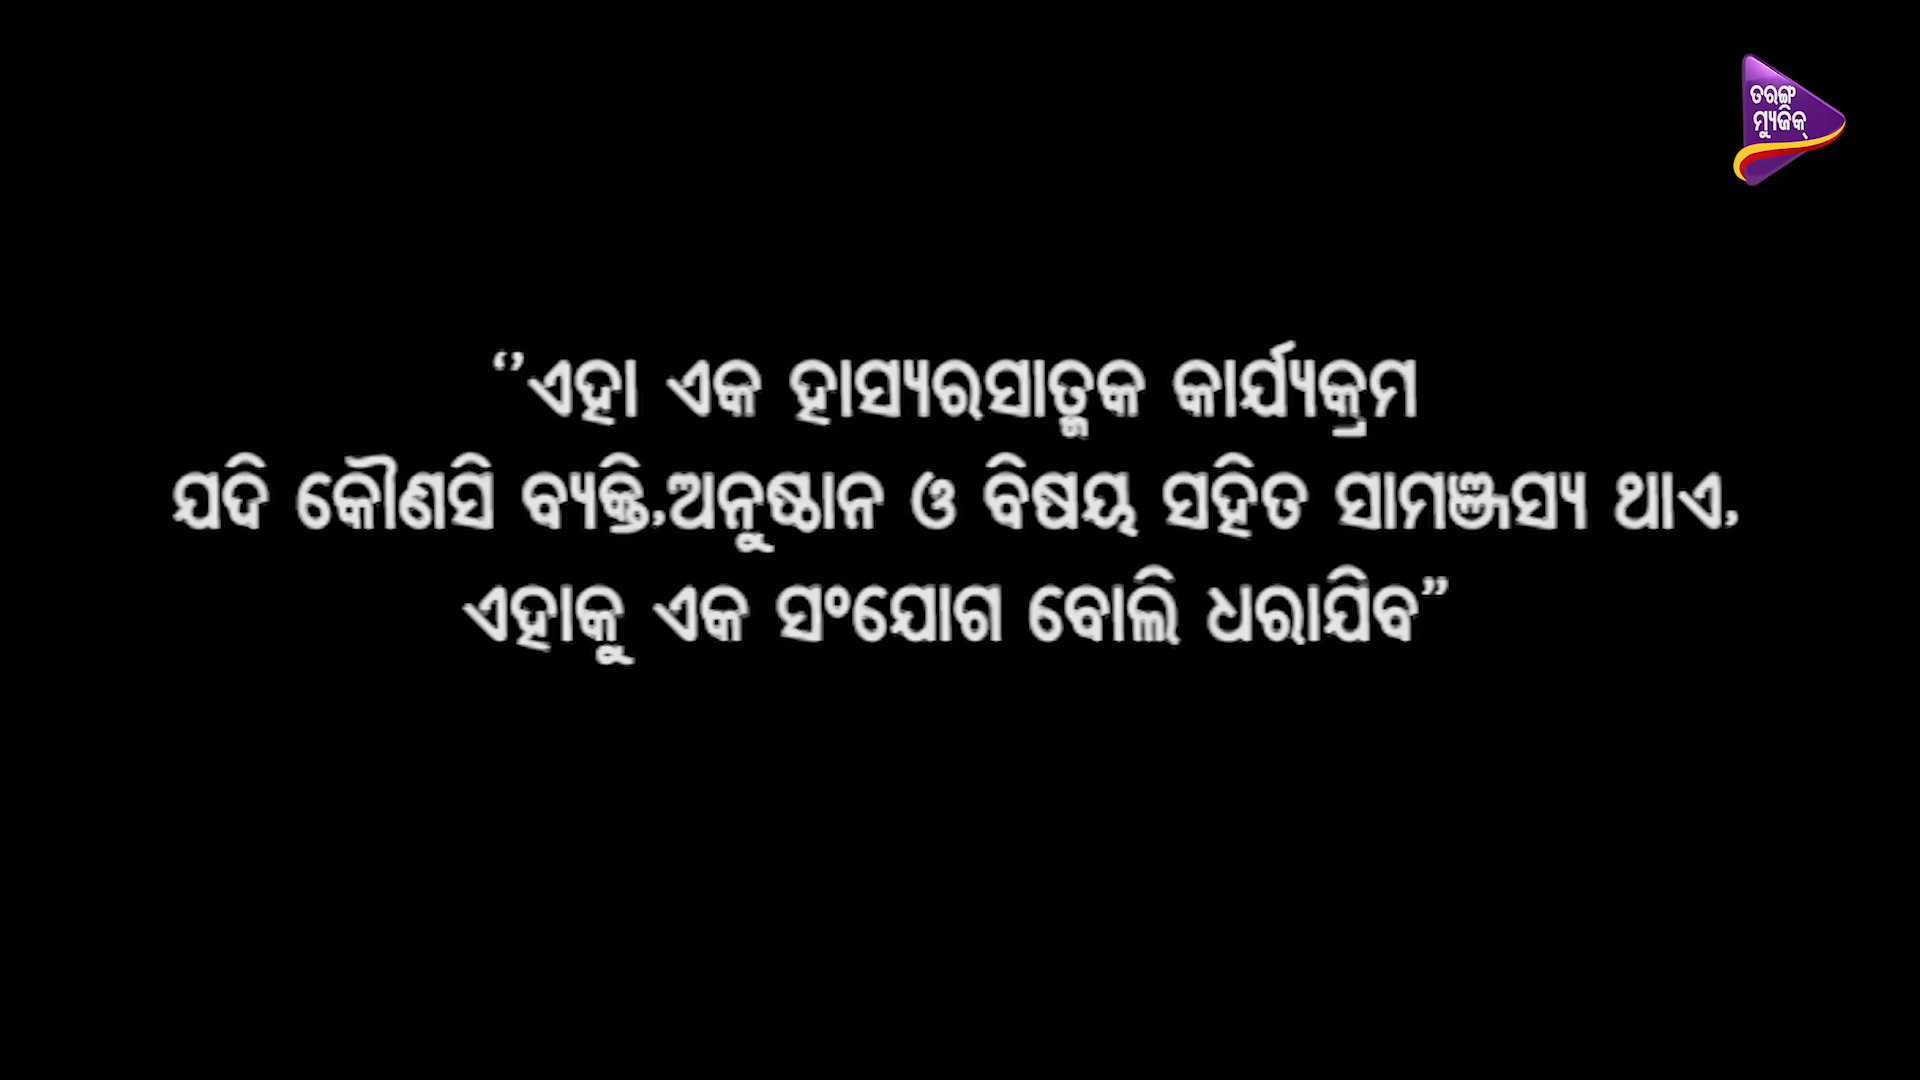 ତରଙ୍ଗ
ମ୍ୟୁଜିକ୍
‘’ଏହା ଏକ ହାସ୍ୟରସାତ୍ମକ କାର୍ଯ୍ୟକ୍ରମ
ଯଦି କୌଣସି ବ୍ୟକ୍ତି,ଅନୁଷ୍ଠାନ ଓ ବିଷୟ ସହିତ ସାମଞ୍ଜସ୍ୟ ଥାଏ,
ଏହାକୁ ଏକ ସଂଯୋଗ ବୋଲି ଧରାଯିବ”